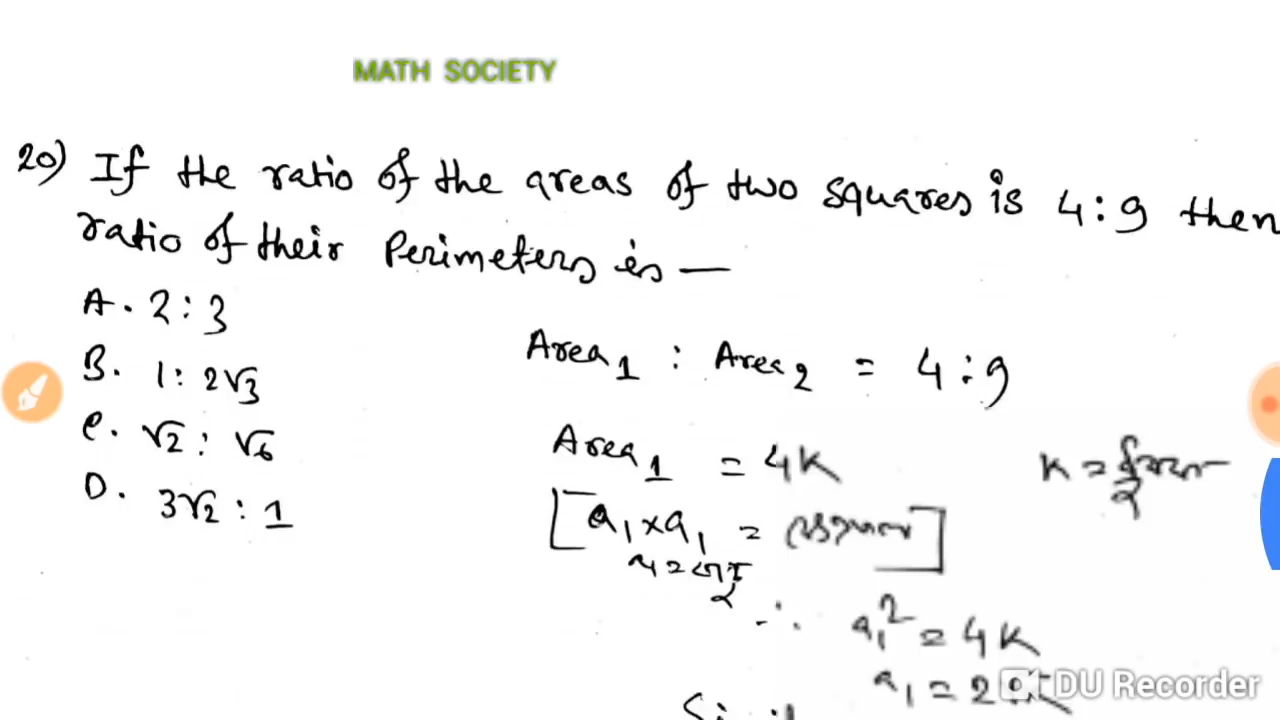 MATH SOCIETY
20) If the ratio of the areas of two squares is 4:9 then
ratio of their Perimeters is —
A. 2:3
B. 1:2√3
C. √2:√6
D. 3√2:1
Area₁ : Area₂ = 4:9
Area₁ = 4K
K =
[a₁×a₁ =
∴ a₁² = 4K
a₁ = 2
DU Recorder